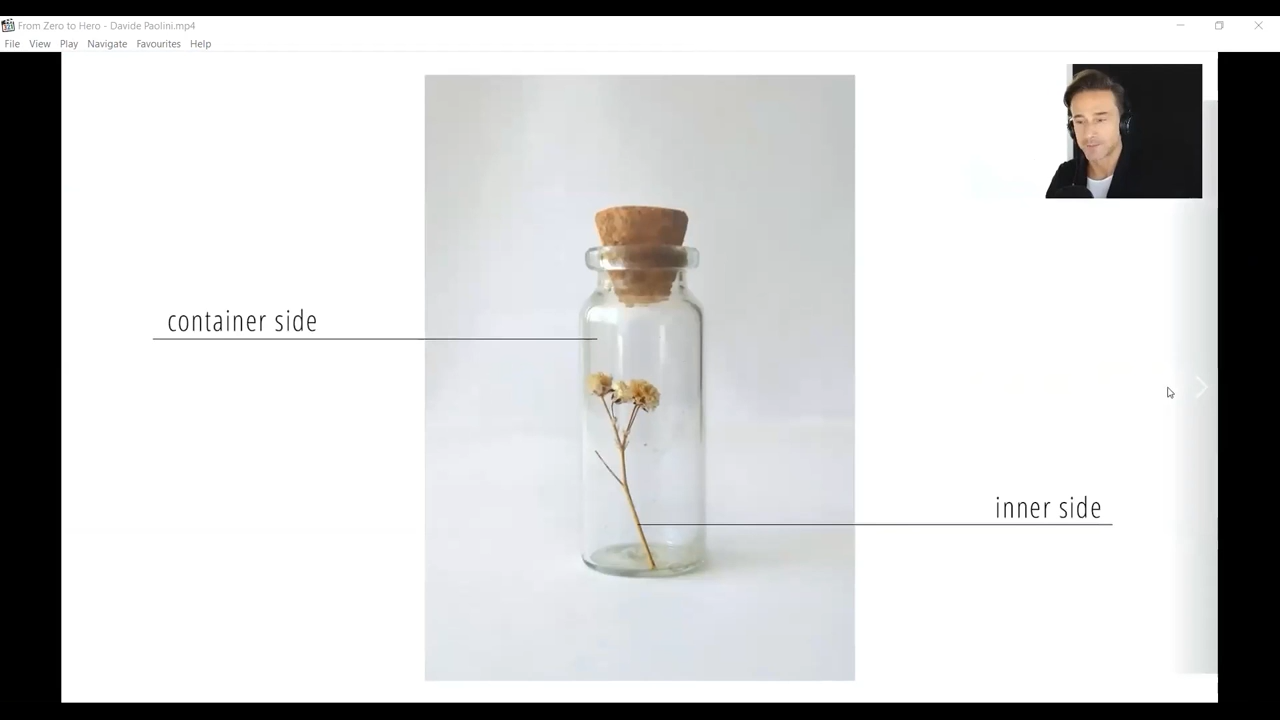 From Zero to Hero - Davide Paolini.mp4
File View Play Navigate Favourites Help
container side
inner side